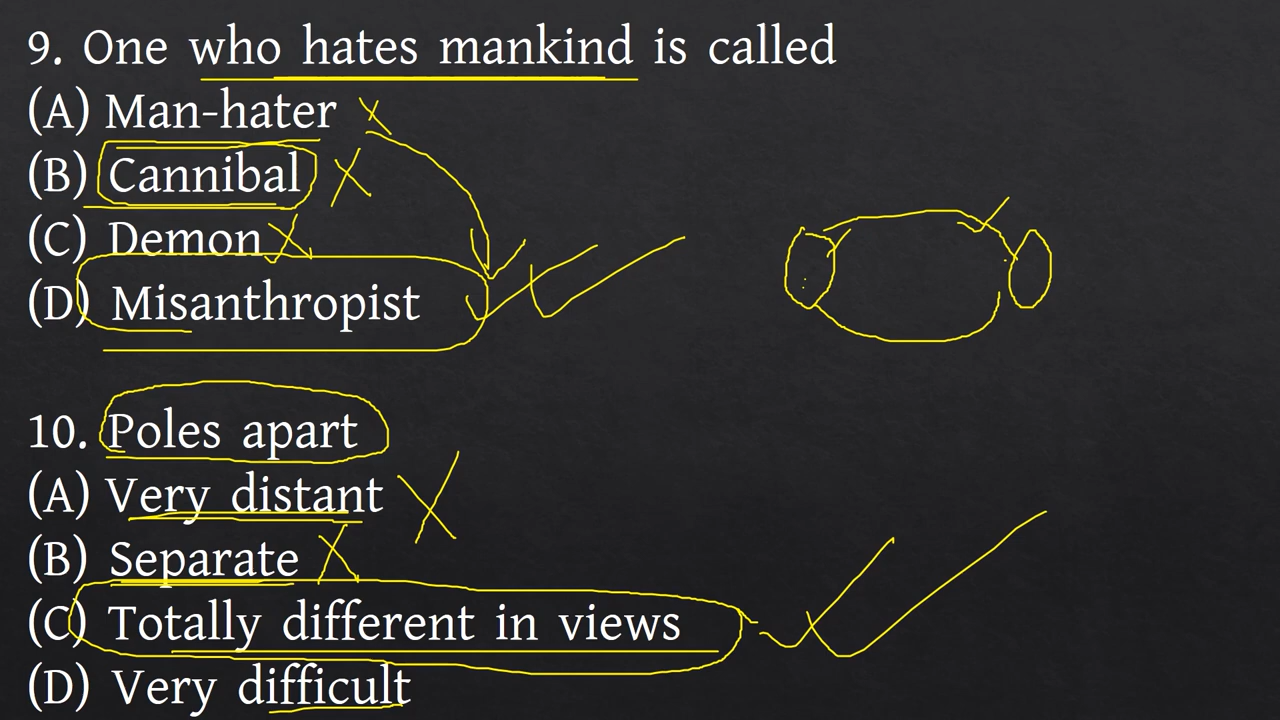 9. One who hates mankind is called
(A) Man-hater
(B) Cannibal
(C) Demon
(D) Misanthropist
10. Poles apart
(A) Very distant
(B) Separate
(C) Totally different in views
(D) Very difficult